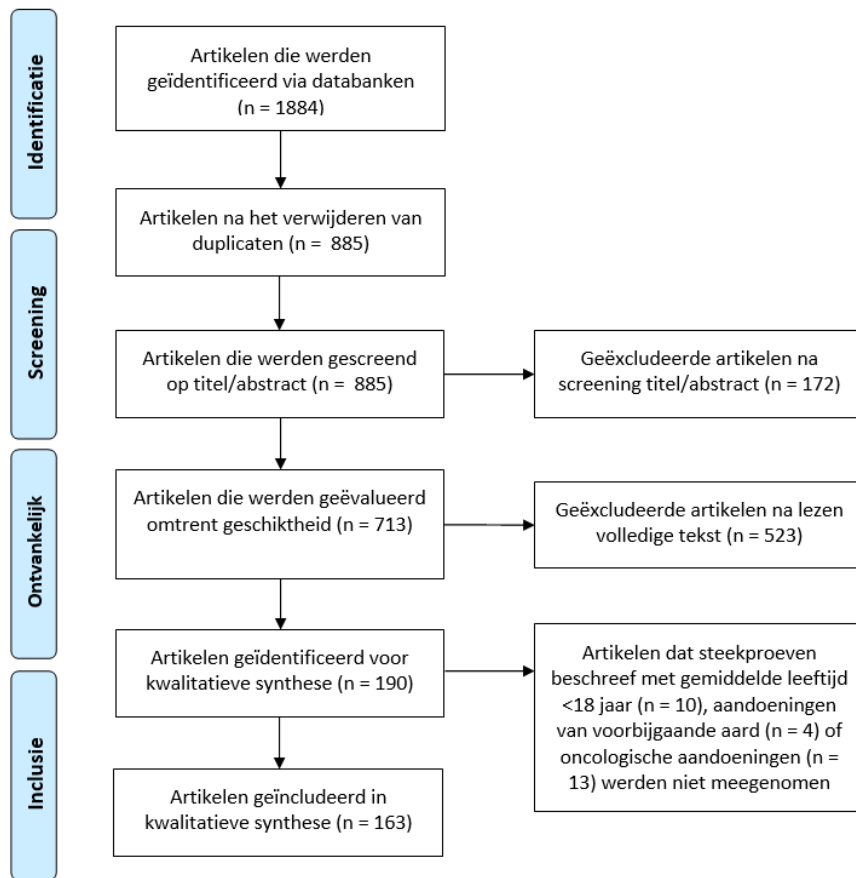 Identificatie
Artikelen die werden
geïdentificeerd via databanken
(n = 1884)
Artikelen na het verwijderen van
duplicaten (n =  885)
Screening
Artikelen die werden gescreend
op titel/abstract (n =  885)
Geëxcludeerde artikelen na
screening titel/abstract (n = 172)
Ontvankelijk
Artikelen die werden geëvalueerd
omtrent geschiktheid (n = 713)
Geëxcludeerde artikelen na lezen
volledige tekst (n = 523)
Artikelen geïdentificeerd voor
kwalitatieve synthese (n = 190)
Artikelen dat steekproeven
beschreef met gemiddelde leeftijd
<18 jaar (n = 10), aandoeningen
van voorbijgaande aard (n = 4) of
oncologische aandoeningen (n =
13) werden niet meegenomen
Inclusie
Artikelen geïncludeerd in
kwalitatieve synthese (n = 163)